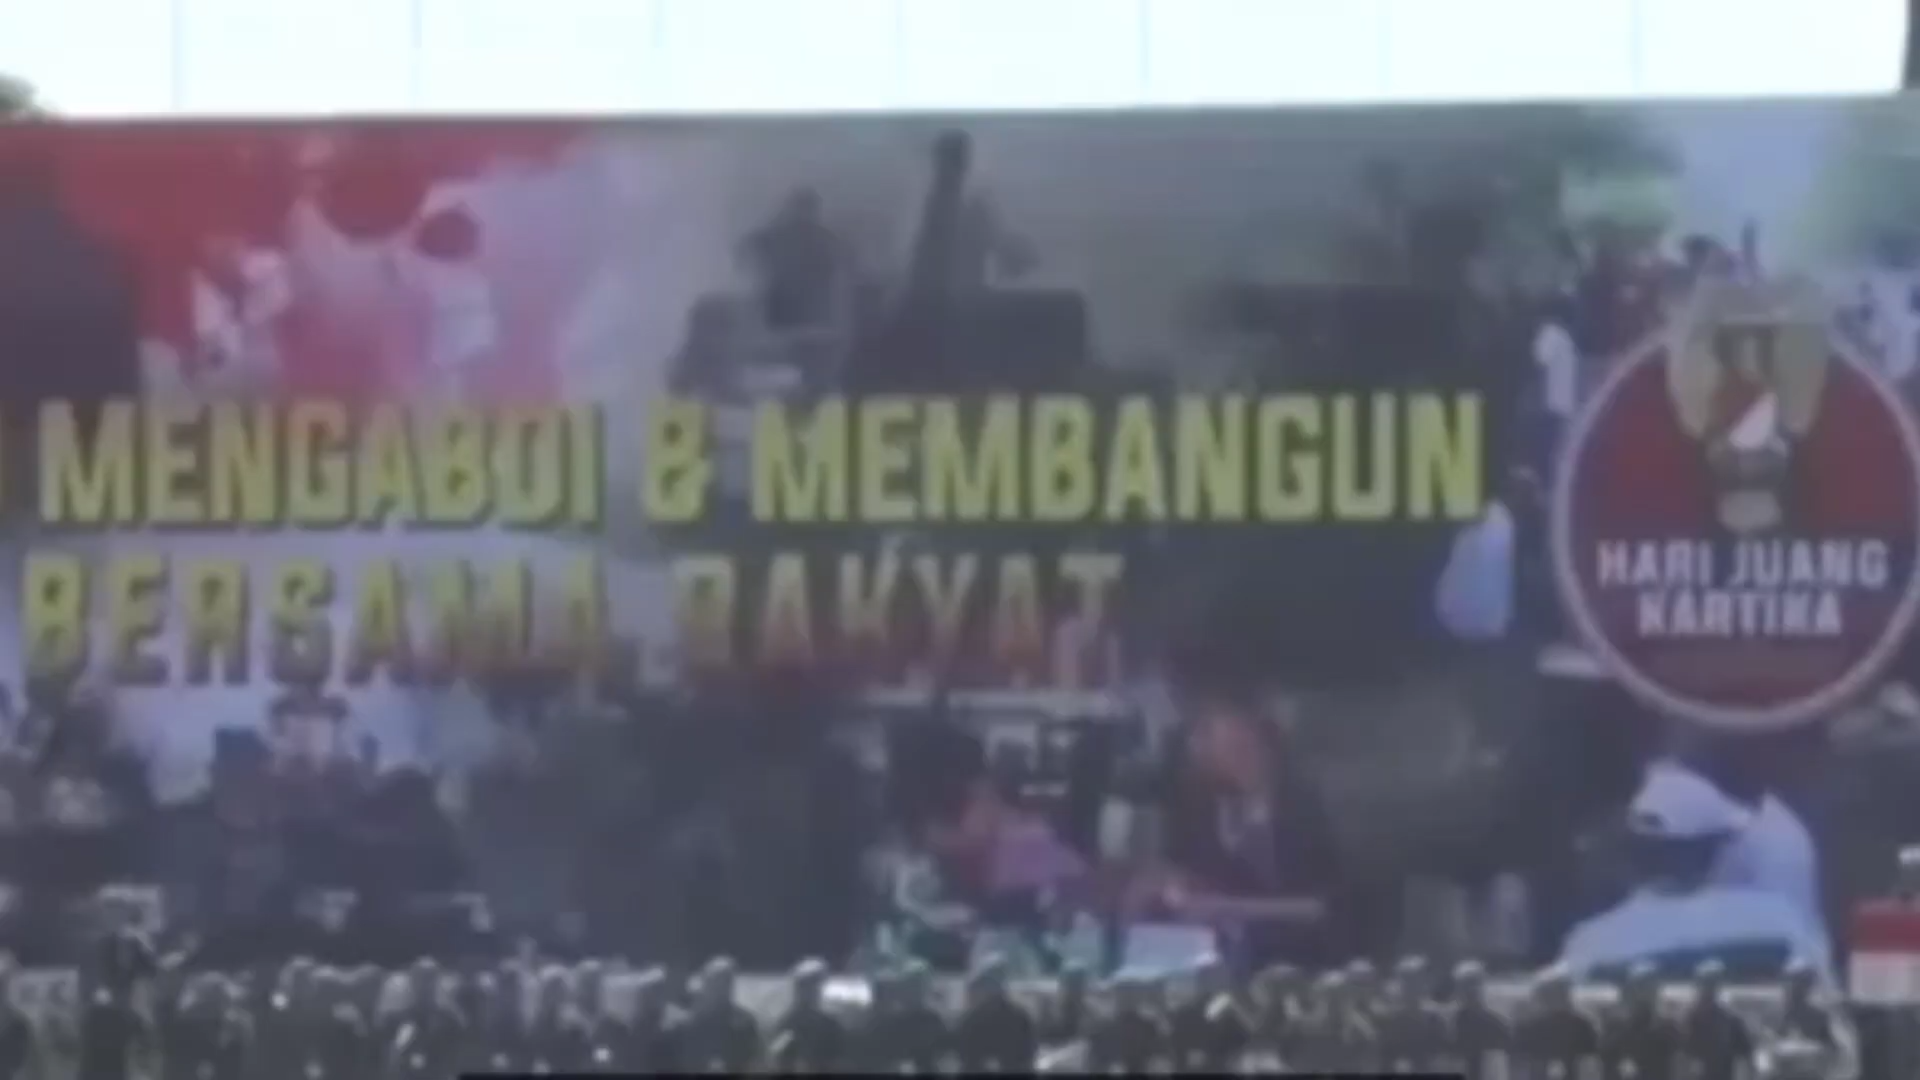 MENGABDI & MEMBANGUN
BERSAMA RAKYAT
HARI JUANG
KARTIKA